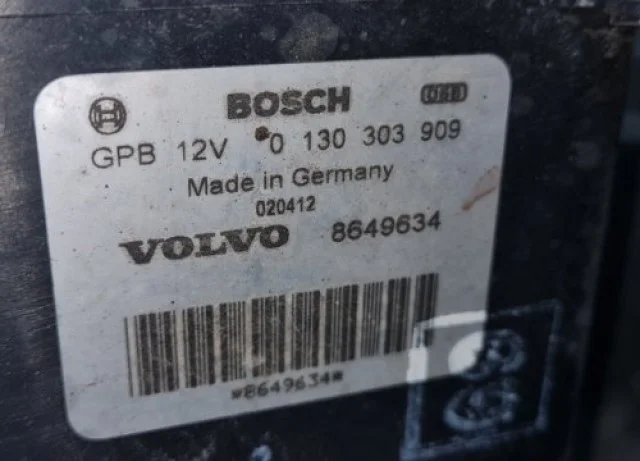 BOSCH
GPB 12V 0 130 303 909
Made in Germany
020412
VOLVO 8649634
*8649634*